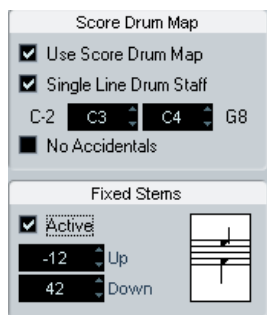 Score Drum Map
Use Score Drum Map
Single Line Drum Staff
C-2 C3 C4 G8
No Accidentals
Fixed Stems
Active
-12 Up
42 Down